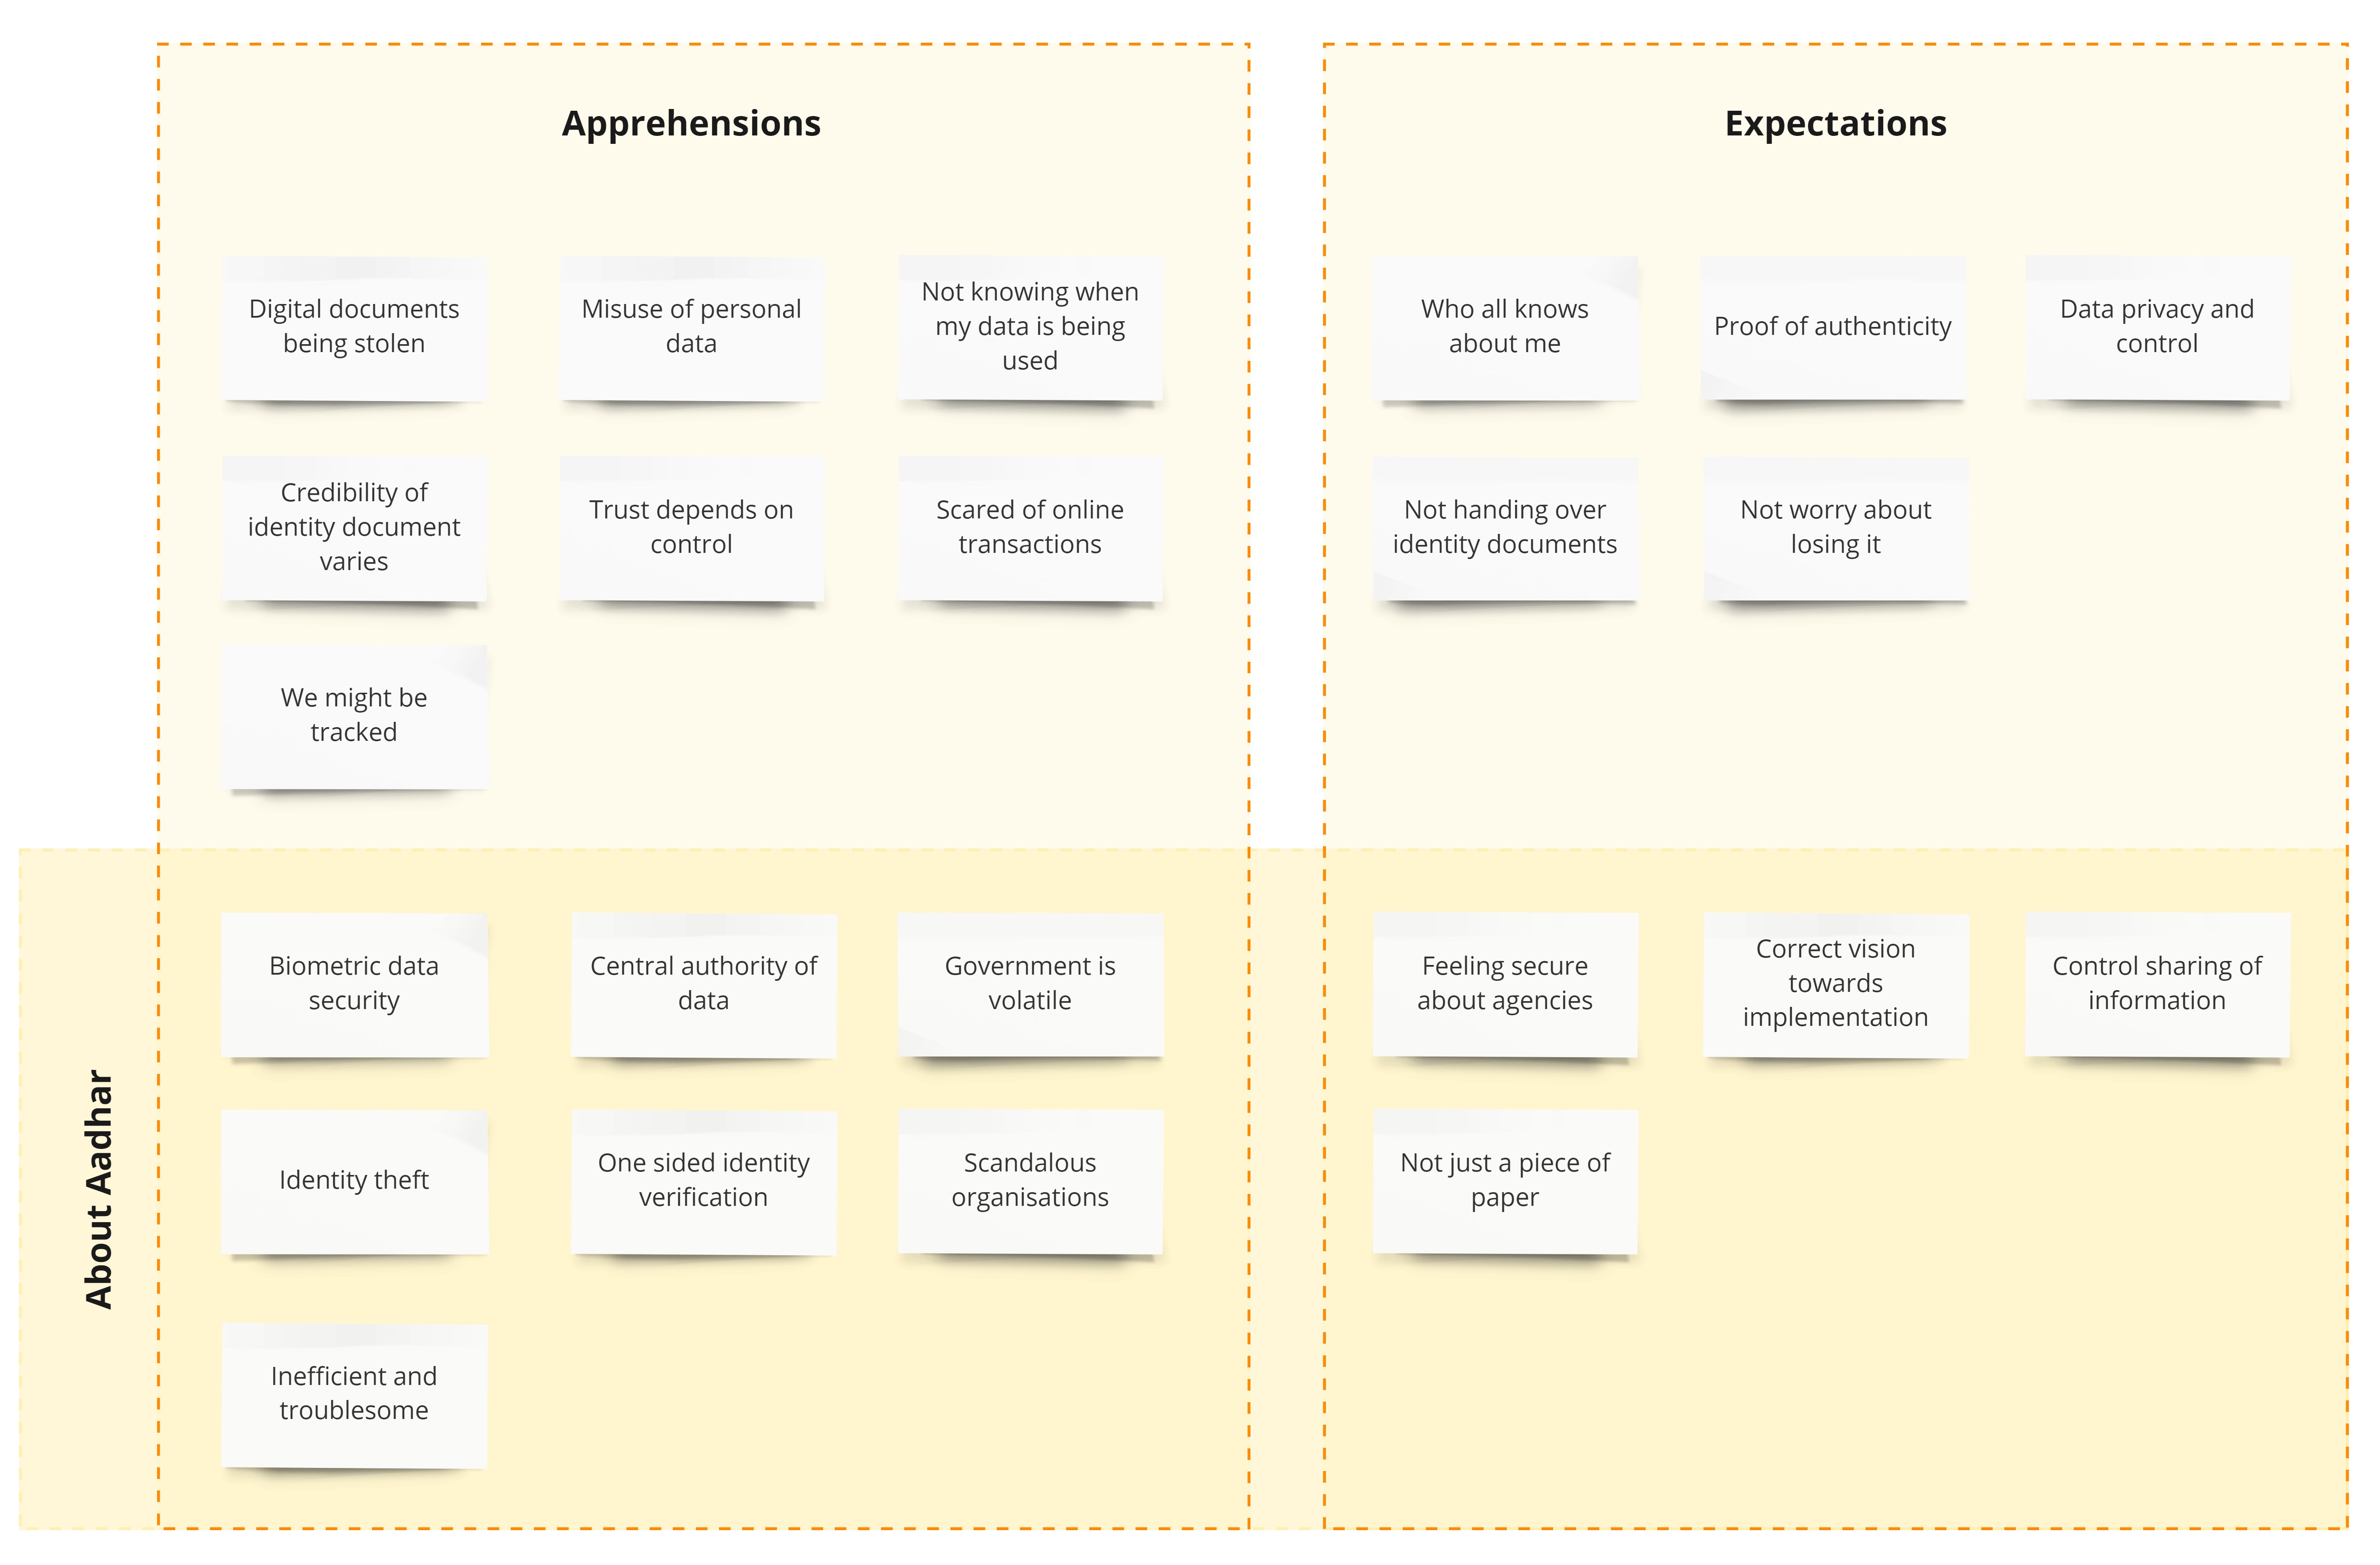 Apprehensions
Digital documents
being stolen
Misuse of personal
data
Not knowing when
my data is being
used
Credibility of
identity document
varies
Trust depends on
control
Scared of online
transactions
We might be
tracked
Expectations
Who all knows
about me
Proof of authenticity
Data privacy and
control
Not handing over
identity documents
Not worry about
losing it
About Aadhar
Biometric data
security
Central authority of
data
Government is
volatile
Identity theft
One sided identity
verification
Scandalous
organisations
Inefficient and
troublesome
Feeling secure
about agencies
Correct vision
towards
implementation
Control sharing of
information
Not just a piece of
paper